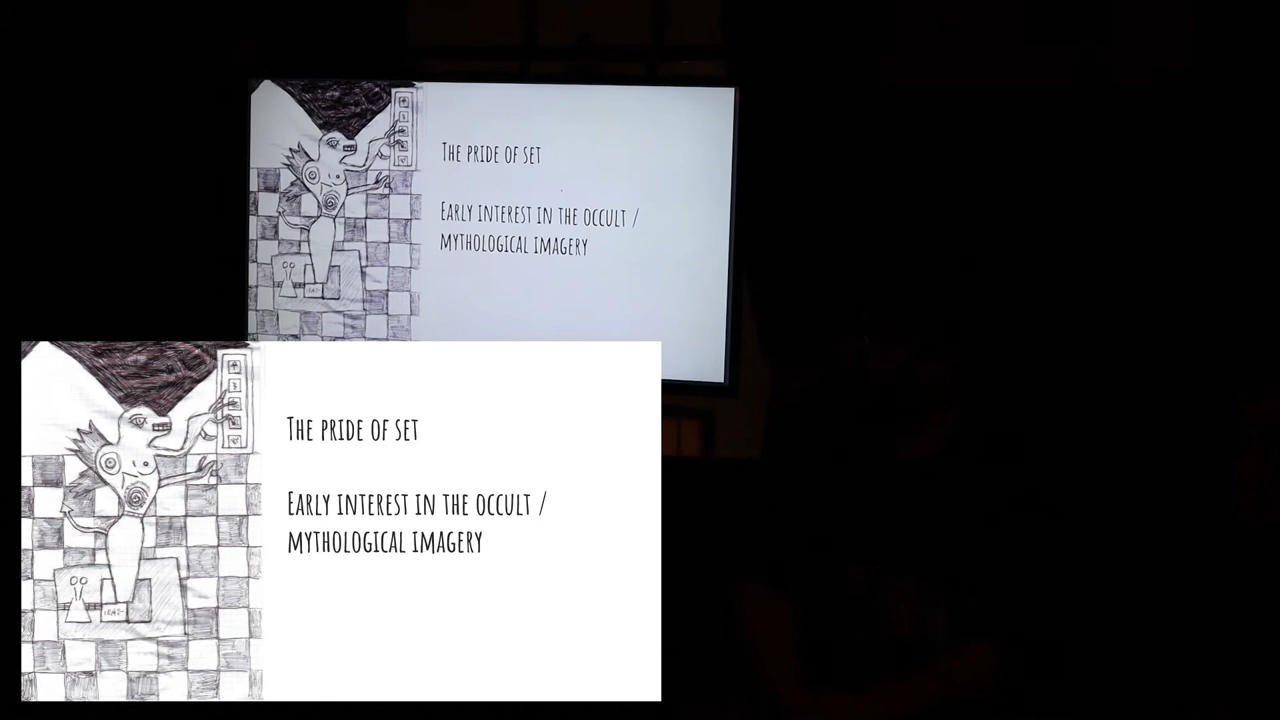 The pride of set
Early interest in the occult /
mythological imagery
The pride of set
Early interest in the occult /
mythological imagery